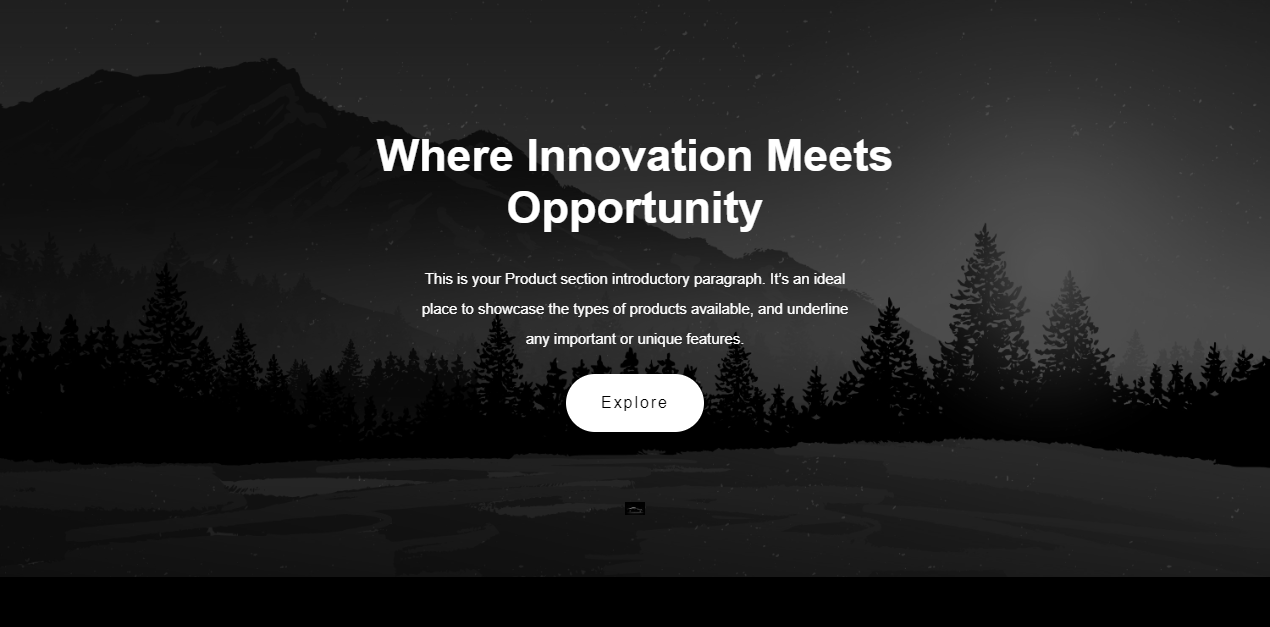 Where Innovation Meets
Opportunity
This is your Product section introductory paragraph. It’s an ideal
place to showcase the types of products available, and underline
any important or unique features.
Explore